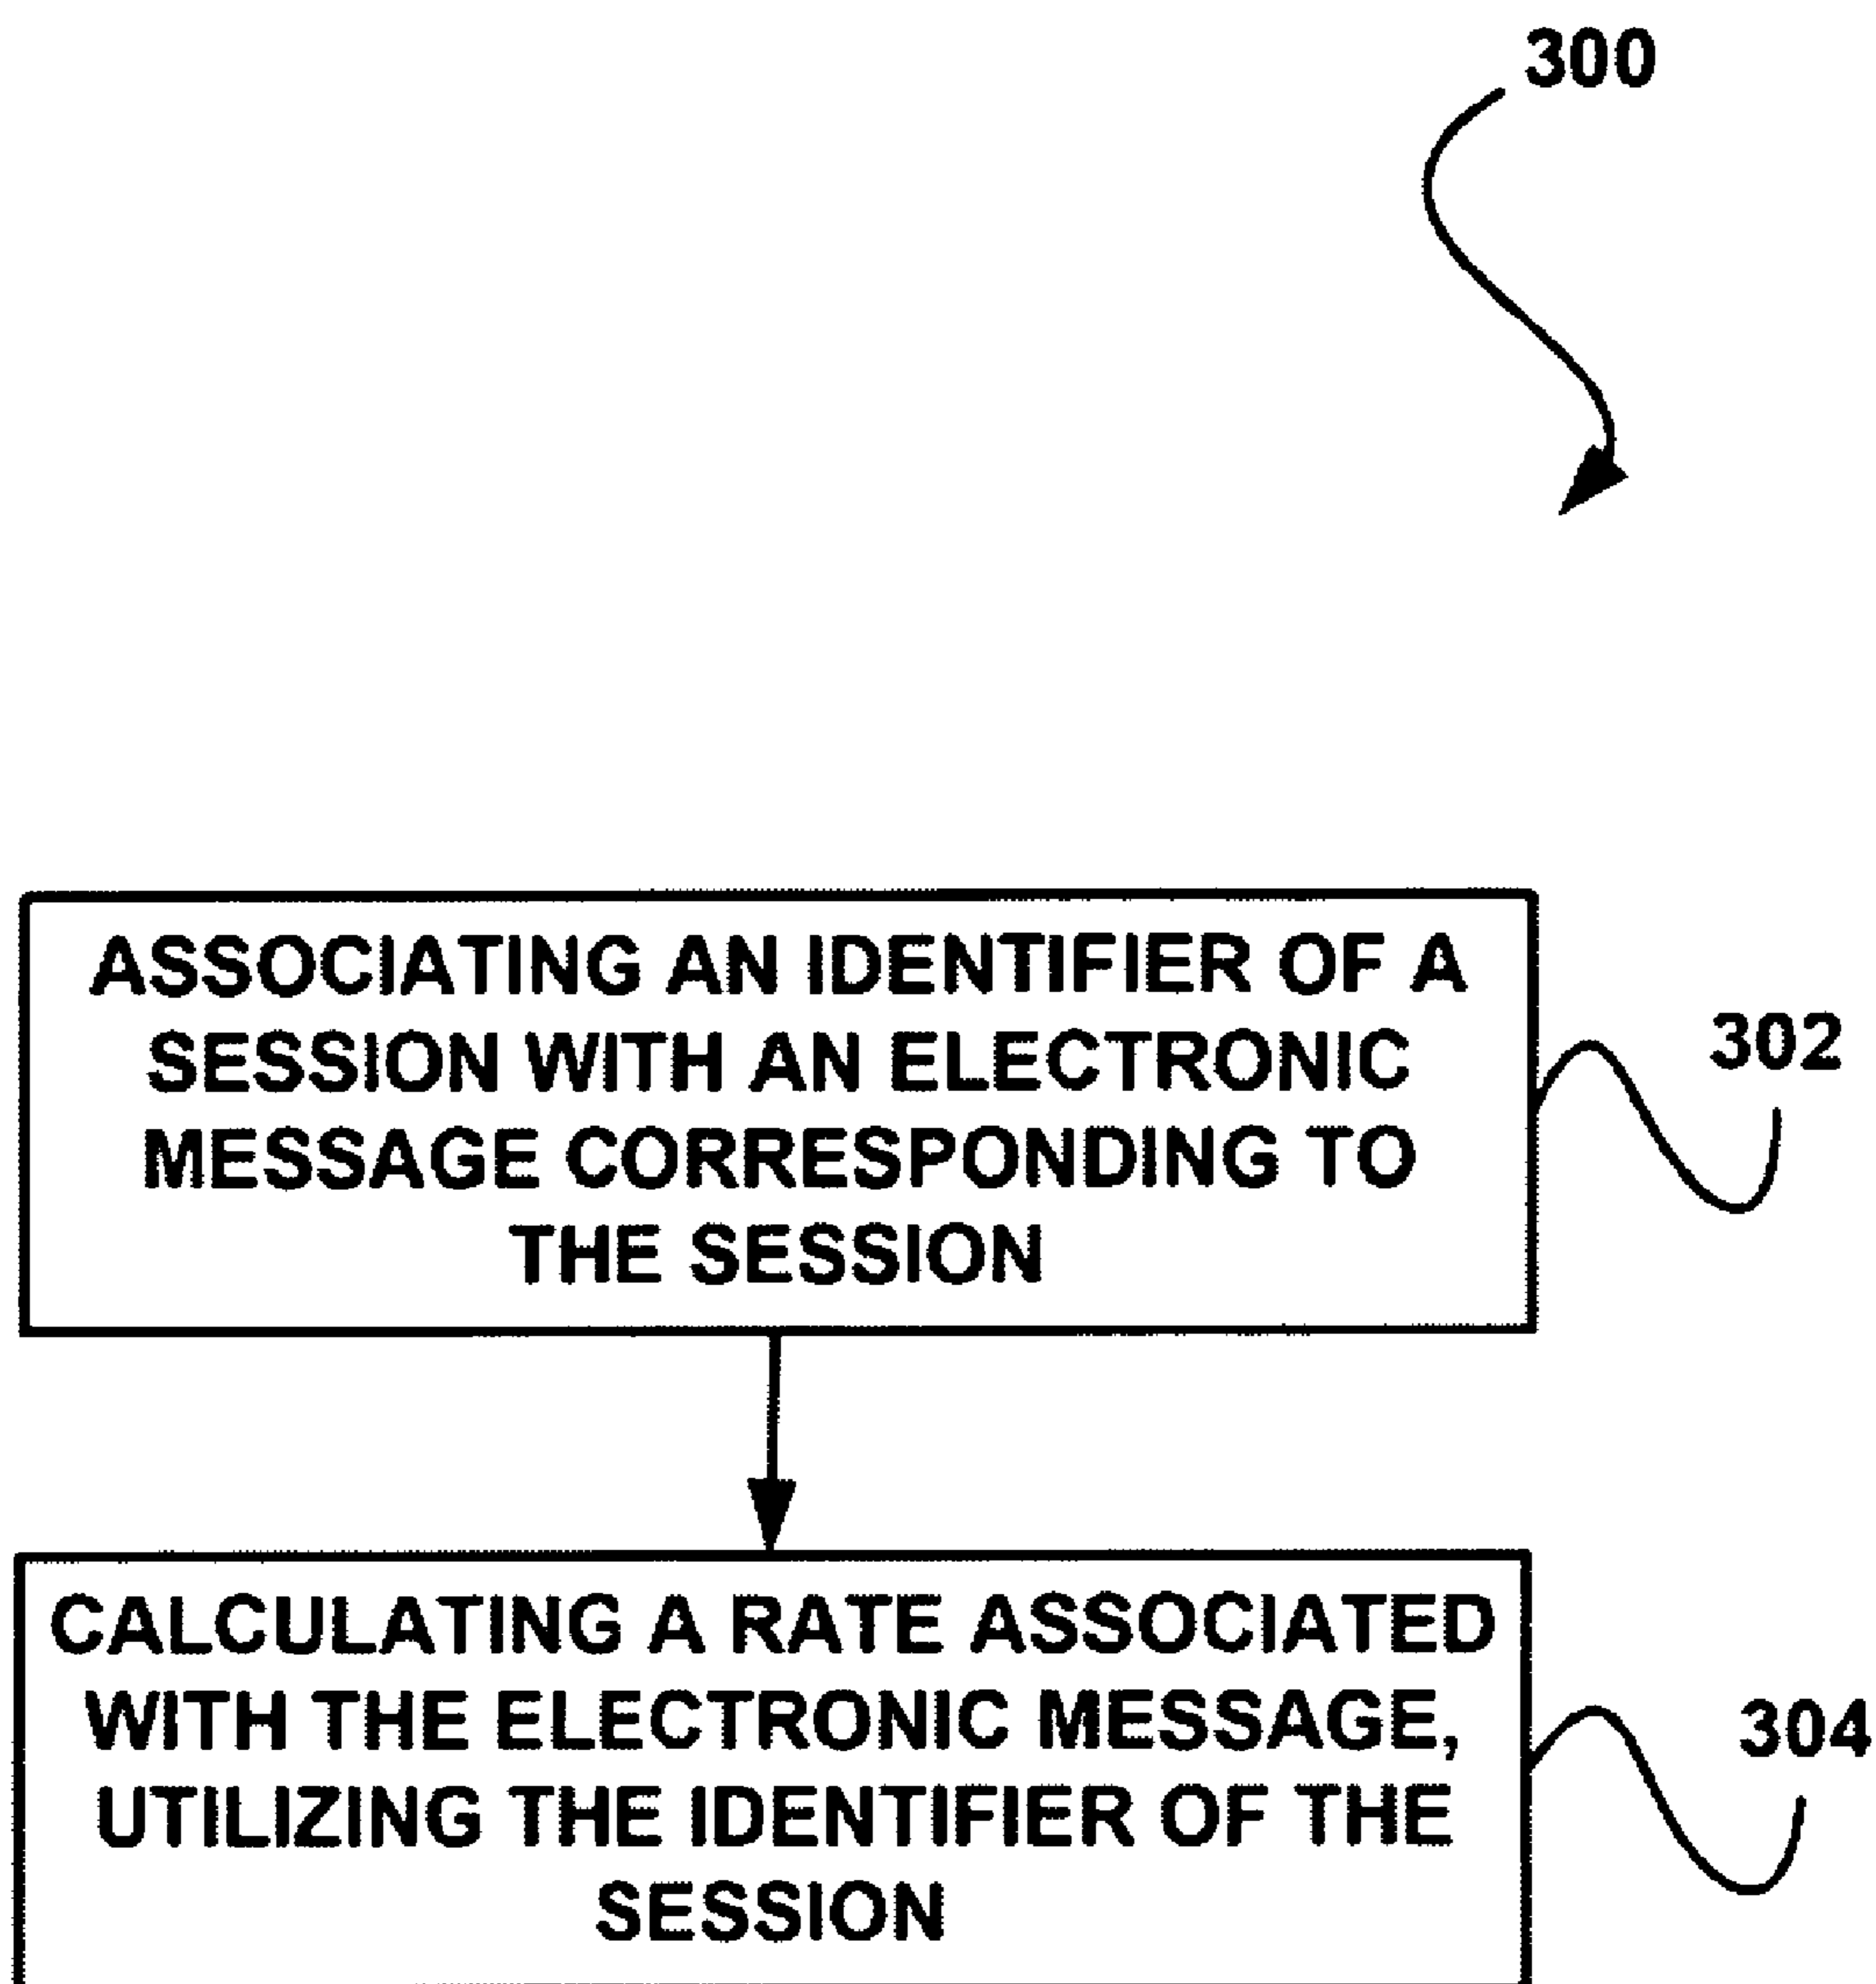 300
ASSOCIATING AN IDENTIFIER OF A
SESSION WITH AN ELECTRONIC
MESSAGE CORRESPONDING TO
THE SESSION
302
CALCULATING A RATE ASSOCIATED
WITH THE ELECTRONIC MESSAGE,
UTILIZING THE IDENTIFIER OF THE
SESSION
304